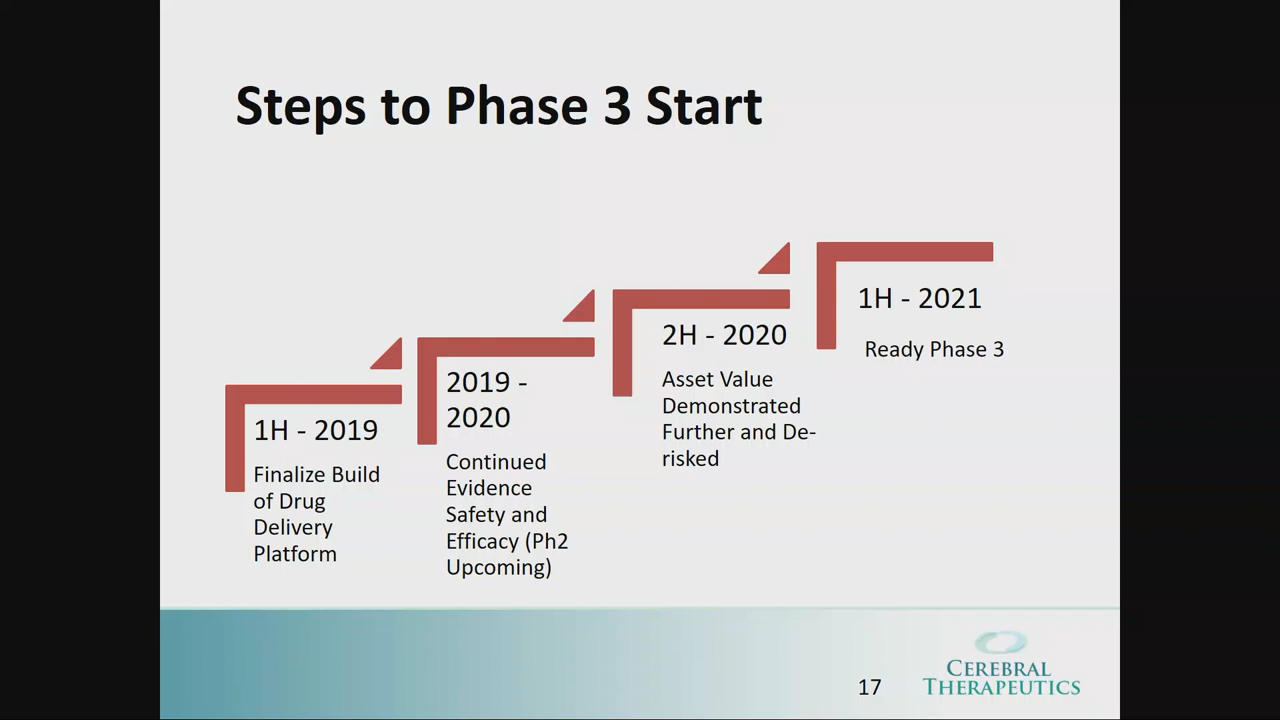 Steps to Phase 3 Start
1H - 2019
Finalize Build
of Drug
Delivery
Platform
2019 -
2020
Continued
Evidence
Safety and
Efficacy (Ph2
Upcoming)
2H - 2020
Asset Value
Demonstrated
Further and De-
risked
1H - 2021
Ready Phase 3
17
CEREBRAL
THERAPEUTICS